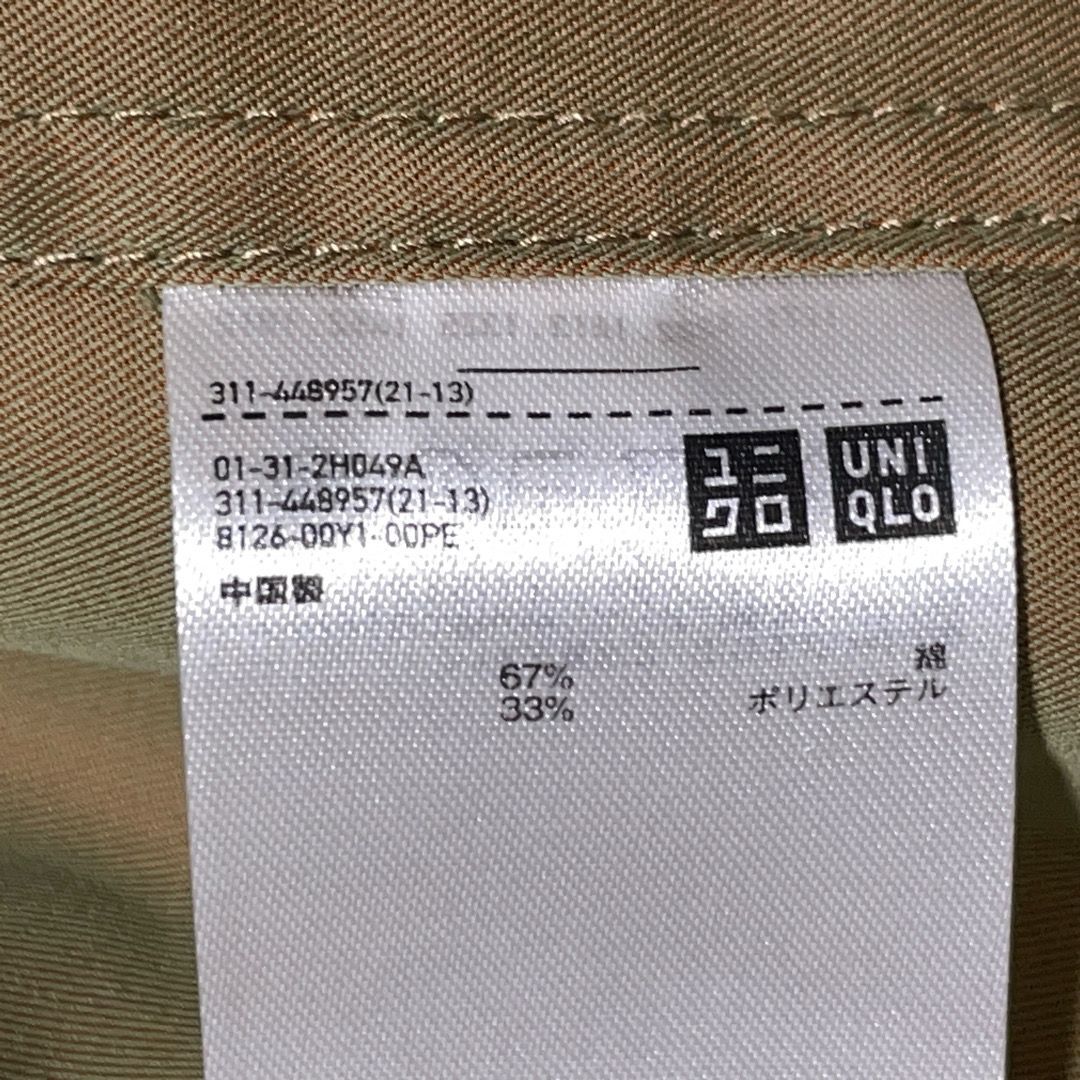 311-448957(21-13)
01-31-2H049A
311-448957(21-13)
8126-00Y1-00PE
中国製
ユニ
クロ
UNI
QLO
67% 綿
33% ポリエステル